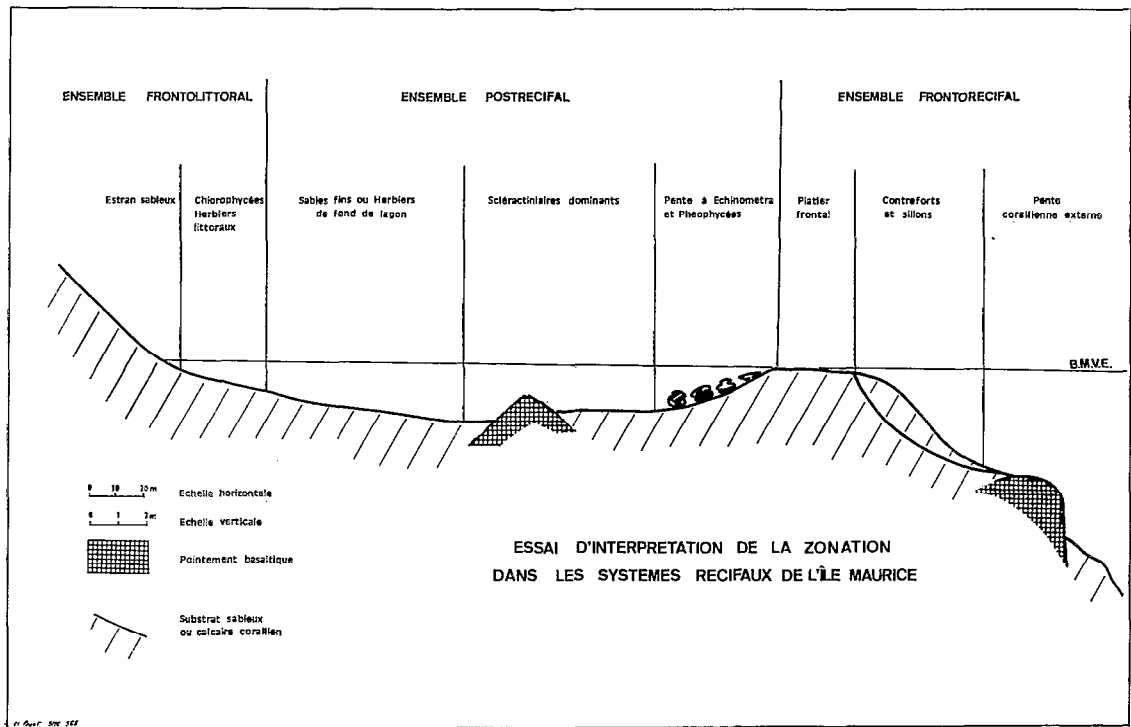 ENSEMBLE FRONTOLITTORAL
ENSEMBLE POSTRECIFAL
ENSEMBLE FRONTORECIFAL
Estran sableux
Chlorophycées
Herbiers
littoraux
Sables fins ou Herbiers
de fond de lagon
Scléractiniaires dominants
Pente à Echinometra
et Pheophycées
Platier
frontal
Contreforts
et sillons
Pente
corallienne externe
B.M.V.E.
0 10 20 m
Echelle horizontale
0 1 2 m
Echelle verticale
Pointement basaltique
Substrat sableux
ou calcaire corallien
ESSAI D'INTERPRETATION DE LA ZONATION
DANS LES SYSTEMES RECIFAUX DE L'ÎLE MAURICE